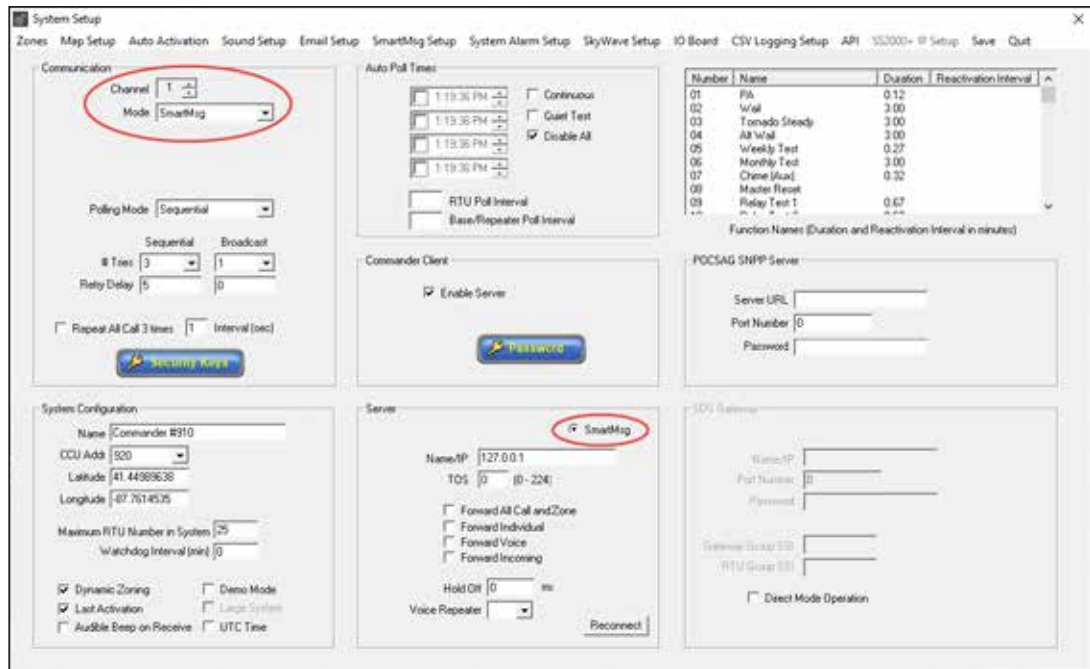 System Setup
Zones Map Setup Auto Activation Sound Setup Email Setup SmartMsg Setup System Alarm Setup SkyWave Setup IO Board CSV Logging Setup API SS2000+ IP Setup Save Quit
Communication
Channel 1
Mode SmartMsg
Polling Mode Sequential
Sequential Broadcast
# Tries 3 1
Retry Delay 5 0
Repeat All Call 3 times 1 Interval (sec)
Security Keys
Auto Poll Times
1:19:36 PM Continuous
1:19:36 PM Quiet Test
1:19:36 PM Disable All
1:19:36 PM
RTU Poll Interval
Base/Repeater Poll Interval
Number Name Duration Reactivation Interval
01 PA 0.12
02 Wail 3.00
03 Tornado Steady 3.00
04 Alt Wail 3.00
05 Weekly Test 0.27
06 Monthly Test 3.00
07 Chime (Aux) 0.32
08 Master Reset
09 Relay Test 1 0.67
Function Names (Duration and Reactivation Interval in minutes)
Commander Client
Enable Server
Password
POCSAG SNPP Server
Server URL
Port Number 0
Password
System Configuration
Name Commander #910
CCU Addr 920
Latitude 41.44989638
Longitude -87.7614535
Maximum RTU Number in System 25
Watchdog Interval (min) 0
Dynamic Zoning Demo Mode
Last Activation Large System
Audible Beep on Receive UTC Time
Server
SmartMsg
Name/IP 127.0.0.1
TOS 0 (0 - 224)
Forward All Call and Zone
Forward Individual
Forward Voice
Forward Incoming
Hold Off 0 ms
Voice Repeater
Reconnect
SDS Gateway
Name/IP
Port Number 0
Password
Gateway Group SSI
RTU Group SSI
Direct Mode Operation